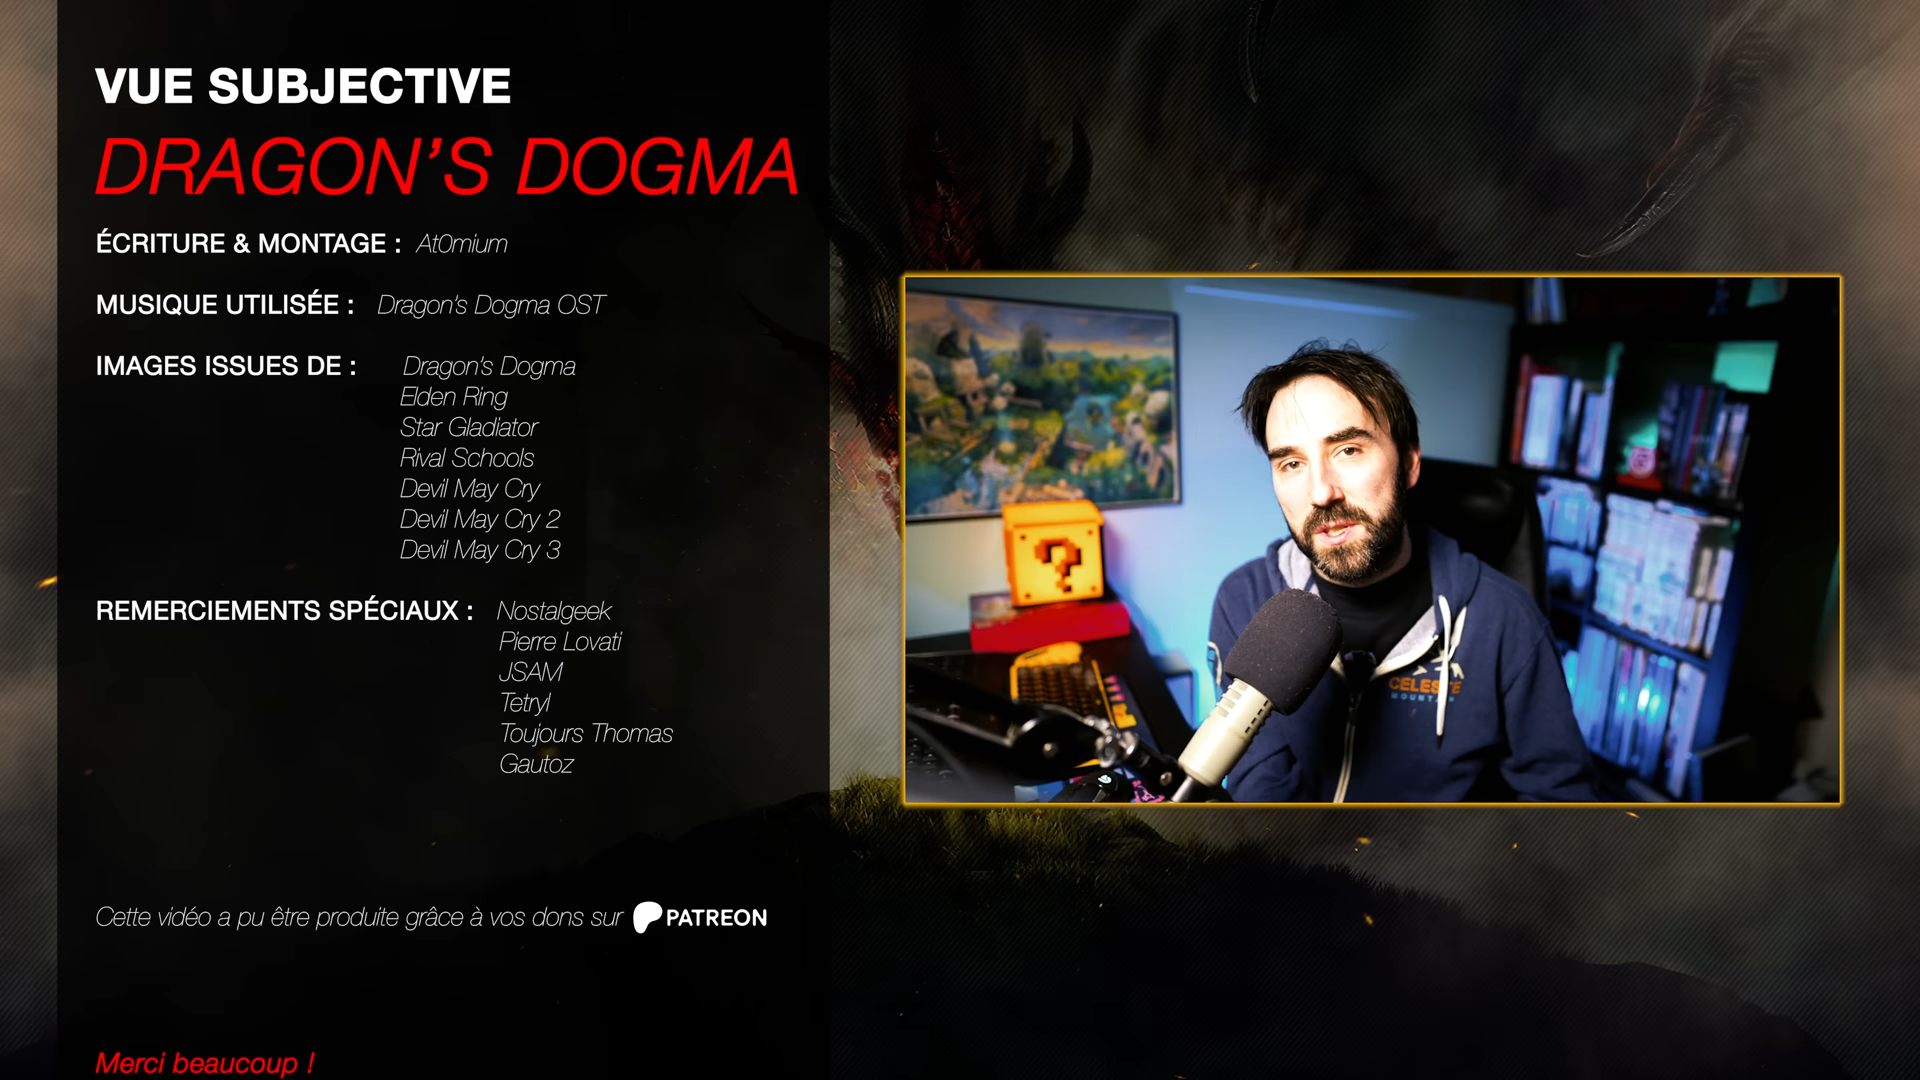 VUE SUBJECTIVE
DRAGON'S DOGMA
ÉCRITURE & MONTAGE : At0mium
MUSIQUE UTILISÉE : Dragon's Dogma OST
IMAGES ISSUES DE : Dragon's Dogma
Elden Ring
Star Gladiator
Rival Schools
Devil May Cry
Devil May Cry 2
Devil May Cry 3
REMERCIEMENTS SPÉCIAUX : Nostalgeek
Pierre Lovati
JSAM
Tetryl
Toujours Thomas
Gautoz
Cette vidéo a pu être produite grâce à vos dons sur PATREON
Merci beaucoup !
?
CELESTE
MOUNTAIN